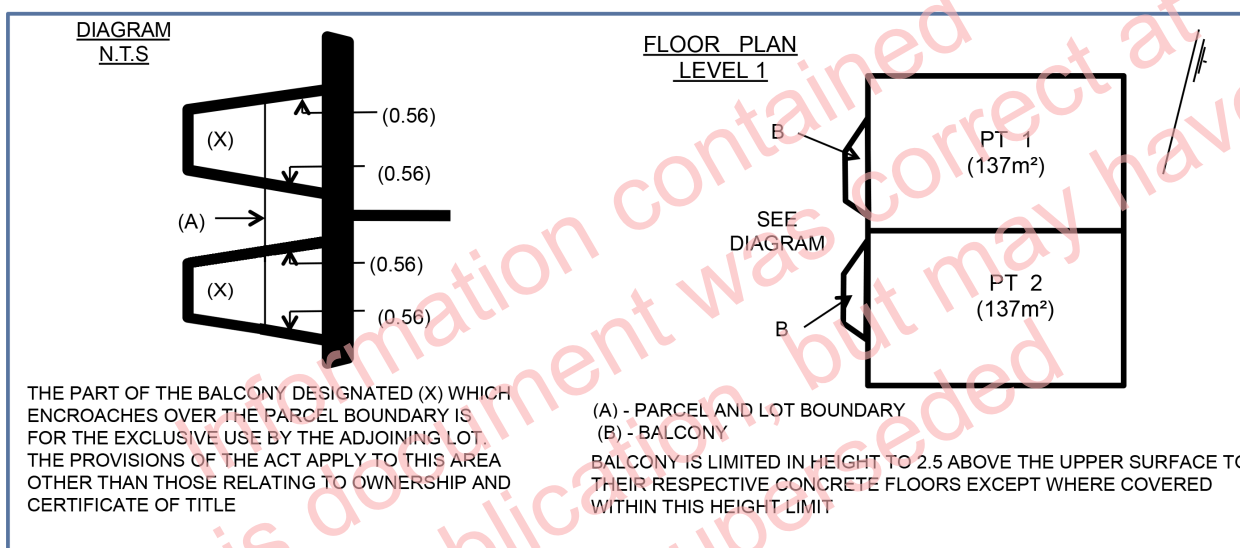 DIAGRAM
N.T.S
(0.56)
(X)
(0.56)
(A)
(0.56)
(X)
(0.56)
THE PART OF THE BALCONY DESIGNATED (X) WHICH
ENCROACHES OVER THE PARCEL BOUNDARY IS
FOR THE EXCLUSIVE USE BY THE ADJOINING LOT.
THE PROVISIONS OF THE ACT APPLY TO THIS AREA
OTHER THAN THOSE RELATING TO OWNERSHIP AND
CERTIFICATE OF TITLE
FLOOR PLAN
LEVEL 1
B
PT 1
(137m²)
SEE
DIAGRAM
PT 2
(137m²)
B
(A) - PARCEL AND LOT BOUNDARY
(B) - BALCONY
BALCONY IS LIMITED IN HEIGHT TO 2.5 ABOVE THE UPPER SURFACE TO
THEIR RESPECTIVE CONCRETE FLOORS EXCEPT WHERE COVERED
WITHIN THIS HEIGHT LIMIT
Information contained
is document was correct at
blication, but may have
superseded